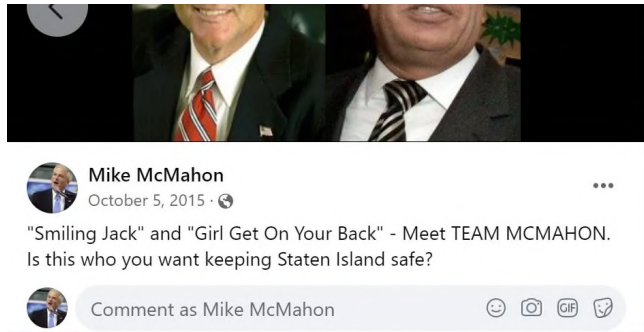 Mike McMahon
October 5, 2015 ·
"Smiling Jack" and "Girl Get On Your Back" - Meet TEAM MCMAHON.
Is this who you want keeping Staten Island safe?
Comment as Mike McMahon
GIF